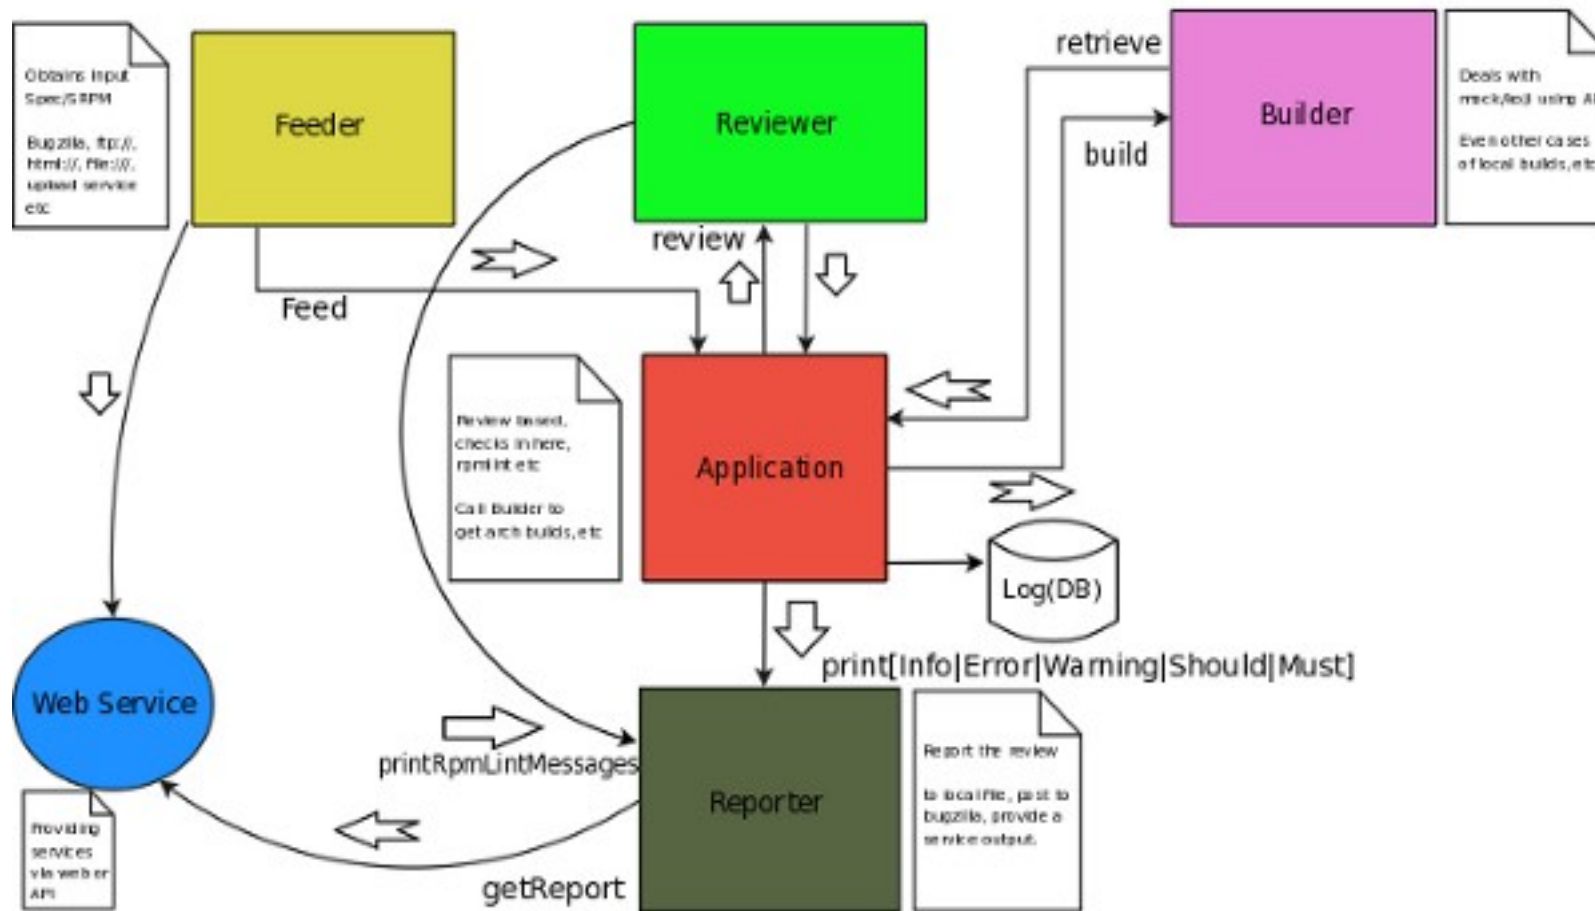 Obtains Input
Spec/SRPM
Bugzilla, ftp://,
html://, file:///,
upload service
etc
Feeder
Reviewer
retrieve
build
Builder
Deals with
mock/koji using AP
Even other cases
of local builds, etc
review
Feed
Review based,
checks in here,
rpmlint etc
Call Builder to
get arch builds, etc
Application
Log(DB)
print[Info|Error|Warning|Should|Must]
Web Service
printRpmLintMessages
Reporter
Report the review
to local file, post to
bugzilla, provide a
service output.
Providing
services
via web or
API
getReport